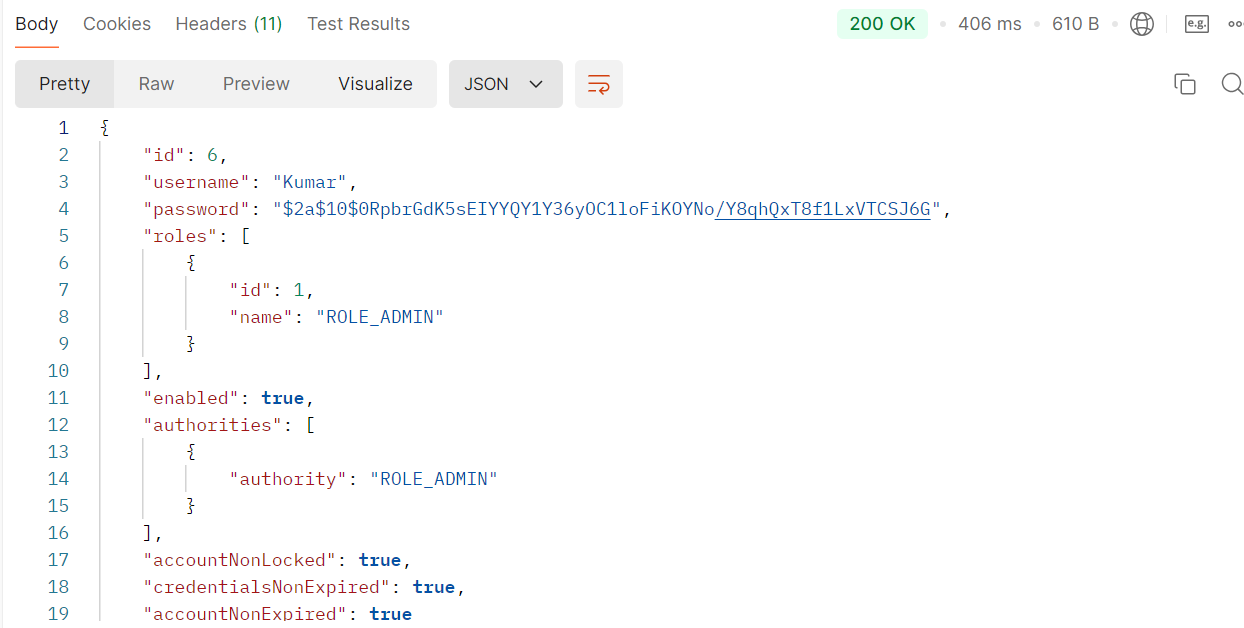 Body Cookies Headers (11) Test Results 200 OK 406 ms 610 B e.g.
Pretty Raw Preview Visualize JSON
1 {
2 "id": 6,
3 "username": "Kumar",
4 "password": "$2a$10$0RpbrGdK5sEIYYQY1Y36yOC1loFiKOYNo/Y8qhQxT8f1LxVTCSJ6G",
5 "roles": [
6 {
7 "id": 1,
8 "name": "ROLE_ADMIN"
9 }
10 ],
11 "enabled": true,
12 "authorities": [
13 {
14 "authority": "ROLE_ADMIN"
15 }
16 ],
17 "accountNonLocked": true,
18 "credentialsNonExpired": true,
19 "accountNonExpired": true